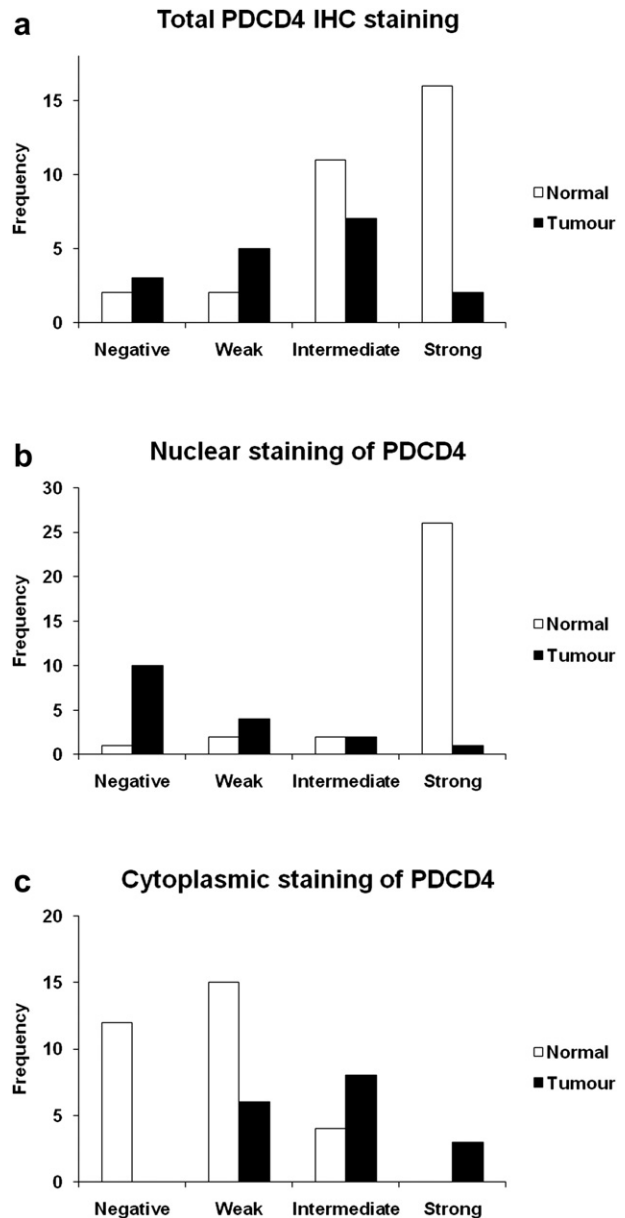 a
Total PDCD4 IHC staining
15
10
5
0
Frequency
Negative Weak Intermediate Strong
Normal
Tumour
b
Nuclear staining of PDCD4
30
25
20
15
10
5
0
Frequency
Negative Weak Intermediate Strong
Normal
Tumour
c
Cytoplasmic staining of PDCD4
20
15
10
5
0
Frequency
Negative Weak Intermediate Strong
Normal
Tumour